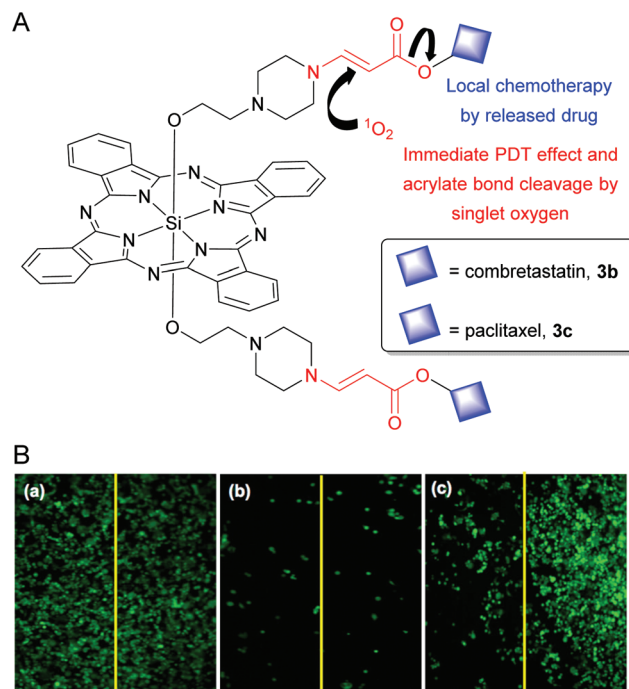 A
O
O
O
N
N
¹O₂
Local chemotherapy
by released drug
Immediate PDT effect and
acrylate bond cleavage by
singlet oxygen
N
N
N
N
Si
N
N
N
N
= combretastatin, 3b
= paclitaxel, 3c
O
N
N
O
O
B
(a)
(b)
(c)